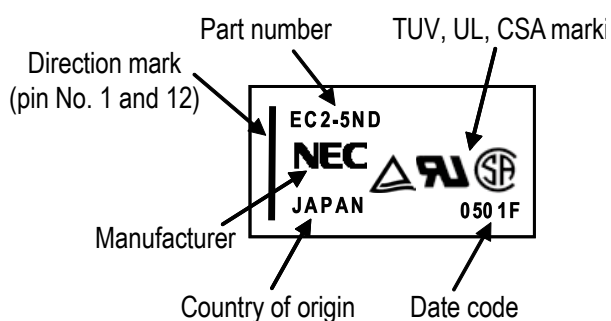 Part number
TUV, UL, CSA marki
Direction mark
(pin No. 1 and 12)
EC2-5ND
NEC
JAPAN
0501F
Manufacturer
Country of origin
Date code